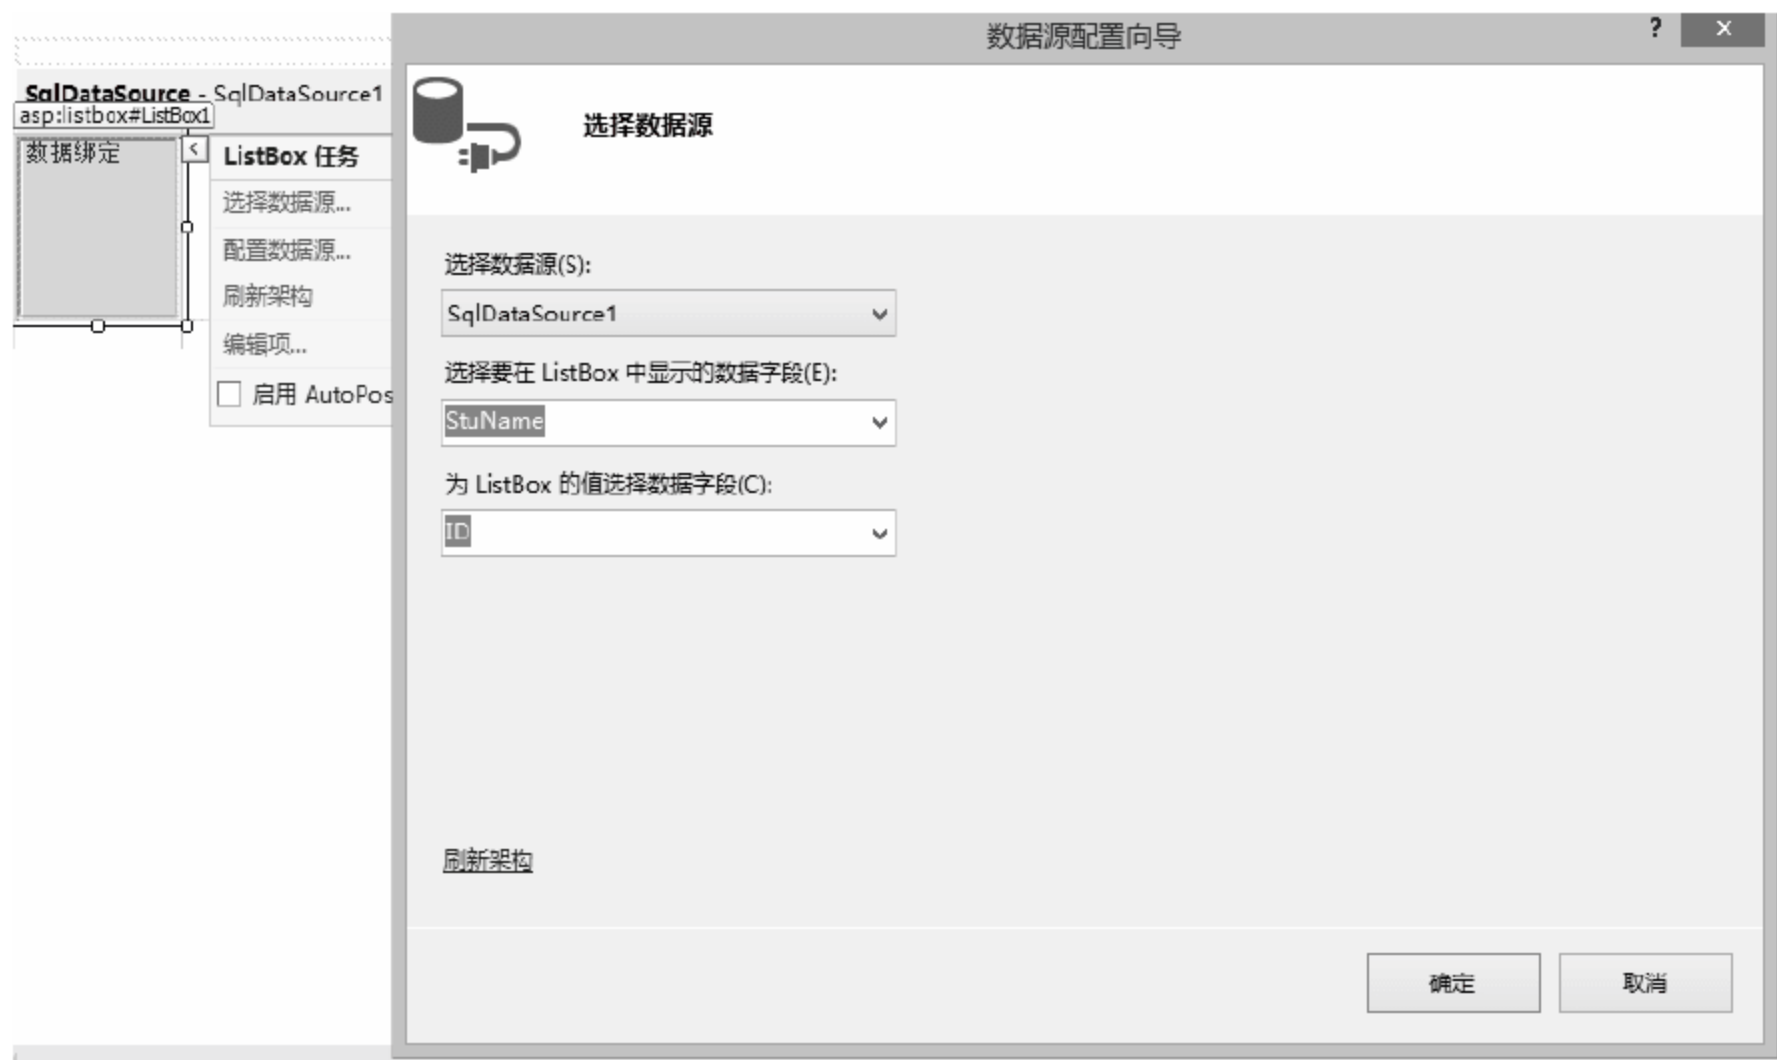 数据源配置向导
?
X
SqlDataSource - SqlDataSource1
asp:listbox#ListBox1
数据绑定
<
ListBox 任务
选择数据源...
配置数据源...
刷新架构
编辑项...
启用 AutoPos
选择数据源
选择数据源(S):
SqlDataSource1
选择要在 ListBox 中显示的数据字段(E):
StuName
为 ListBox 的值选择数据字段(C):
ID
刷新架构
确定
取消